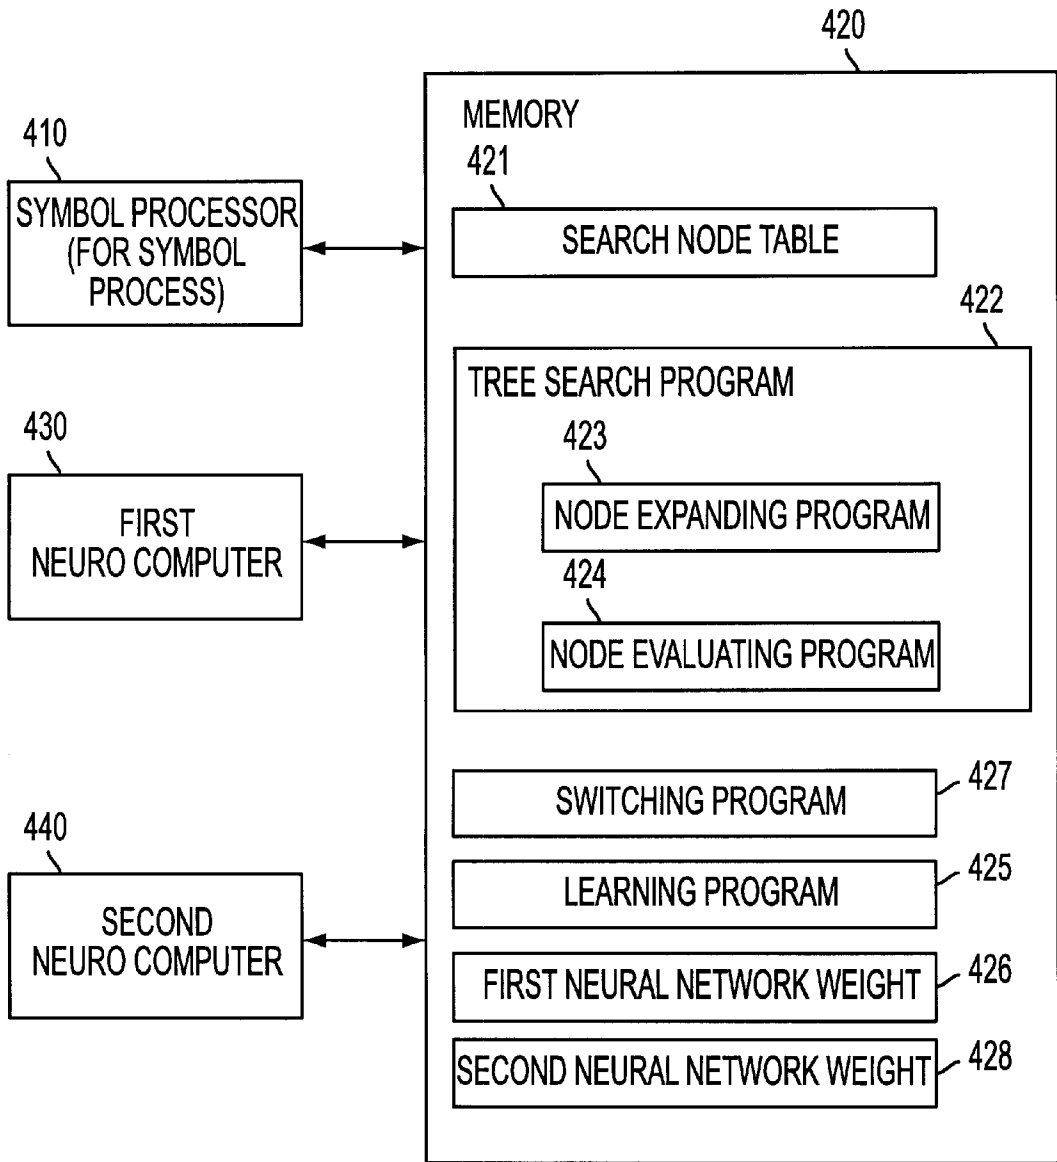 420
MEMORY
410
SYMBOL PROCESSOR
(FOR SYMBOL
PROCESS)
421
SEARCH NODE TABLE
422
TREE SEARCH PROGRAM
430
FIRST
NEURO COMPUTER
423
NODE EXPANDING PROGRAM
424
NODE EVALUATING PROGRAM
440
SECOND
NEURO COMPUTER
SWITCHING PROGRAM
427
LEARNING PROGRAM
425
FIRST NEURAL NETWORK WEIGHT
426
SECOND NEURAL NETWORK WEIGHT
428